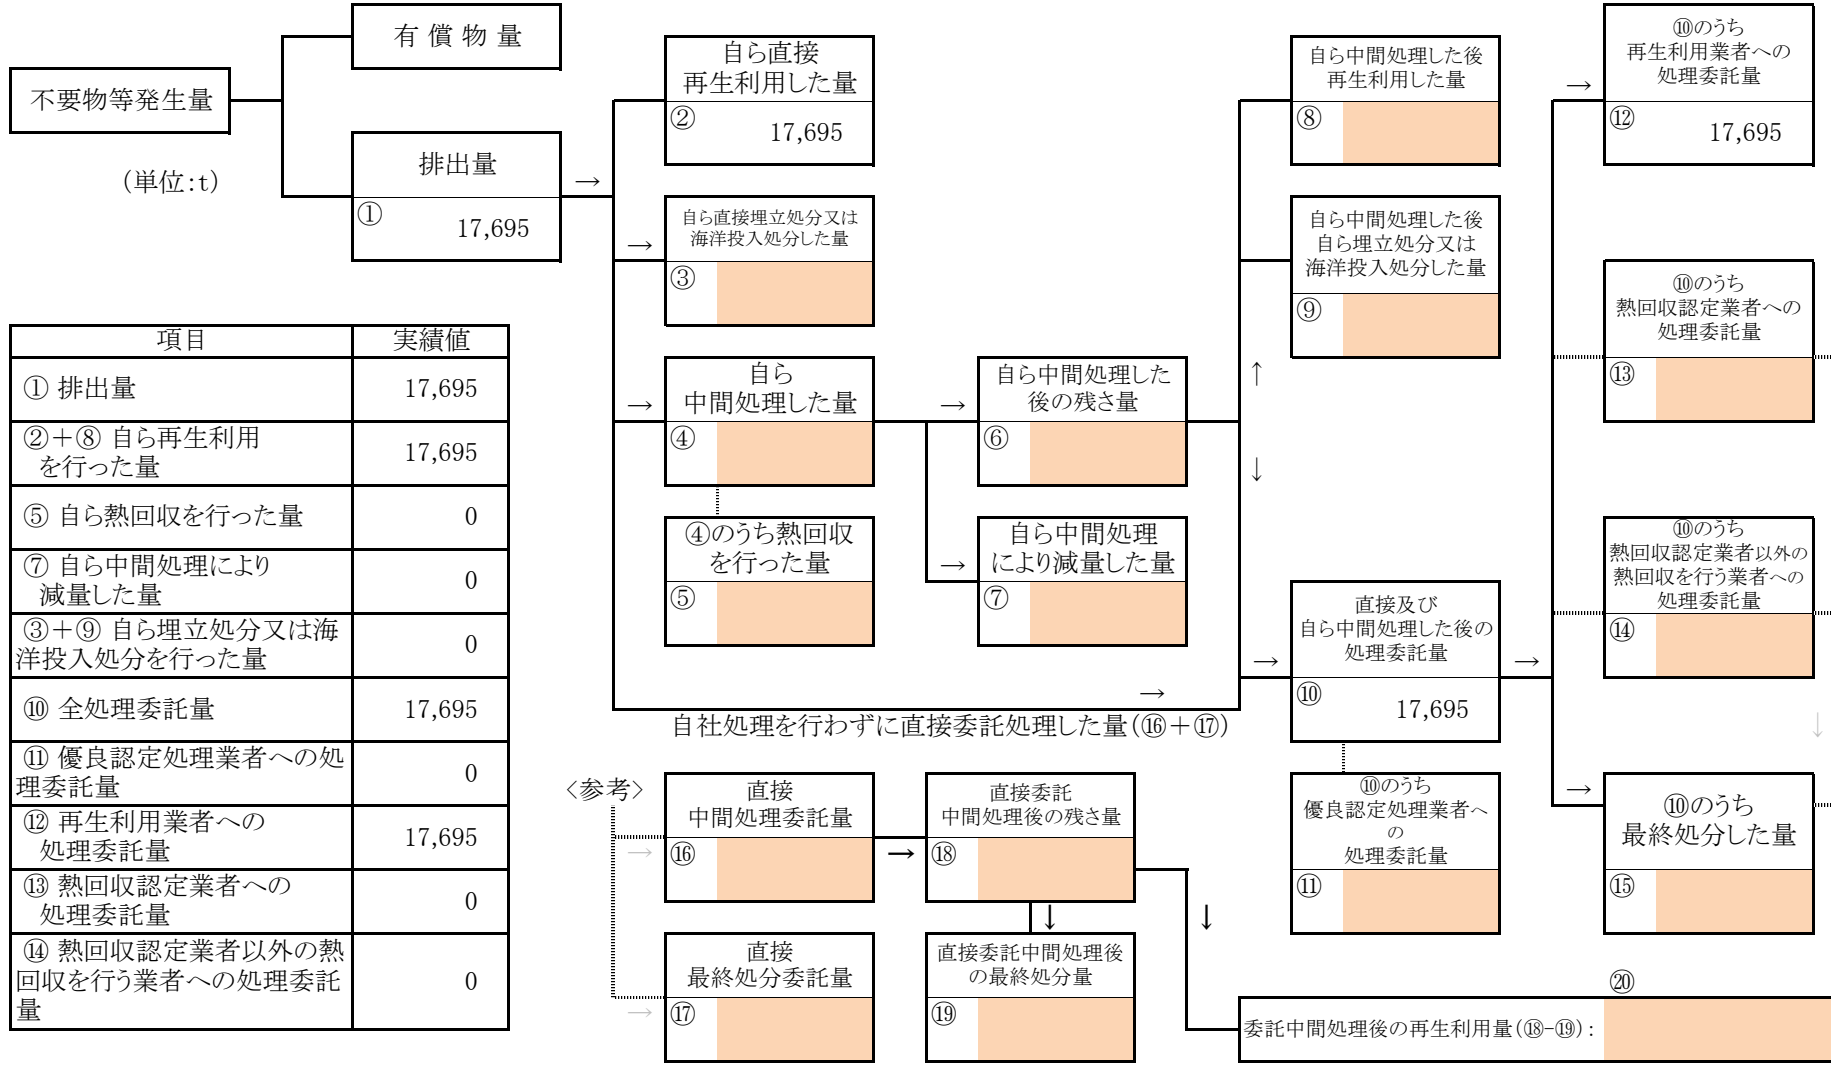 有 償 物 量
不要物等発生量
(単位:t)
排出量
①
17,695
→
自ら直接
再生利用した量
②
17,695
→
自ら直接埋立処分又は
海洋投入処分した量
③
→
自ら
中間処理した量
④
④のうち熱回収
を行った量
⑤
→
自ら中間処理した
後の残さ量
⑥
→
自ら中間処理
により減量した量
⑦
↑
↓
自ら中間処理した後
再生利用した量
⑧
自ら中間処理した後
自ら埋立処分又は
海洋投入処分した量
⑨
→
自社処理を行わずに直接委託処理した量(⑯+⑰)
→
直接及び
自ら中間処理した後の
処理委託量
⑩
17,695
→
⑩のうち
優良認定処理業者へ
の
処理委託量
⑪
→
⑩のうち
再生利用業者への
処理委託量
⑫
17,695
⑩のうち
熱回収認定業者への
処理委託量
⑬
⑩のうち
熱回収認定業者以外の
熱回収を行う業者への
処理委託量
⑭
↓
→
⑩のうち
最終処分した量
⑮
項目 実績値
① 排出量 17,695
②+⑧ 自ら再生利用
を行った量
17,695
⑤ 自ら熱回収を行った量 0
⑦ 自ら中間処理により
減量した量
0
③+⑨ 自ら埋立処分又は海
洋投入処分を行った量
0
⑩ 全処理委託量 17,695
⑪ 優良認定処理業者への処
理委託量
0
⑫ 再生利用業者への
処理委託量
17,695
⑬ 熱回収認定業者への
処理委託量
0
⑭ 熱回収認定業者以外の熱
回収を行う業者への処理委託
量
0
<参考>
→
直接
中間処理委託量
⑯
→
直接委託
中間処理後の残さ量
⑱
↓
↓
→
直接
最終処分委託量
⑰
直接委託中間処理後
の最終処分量
⑲
⑳
委託中間処理後の再生利用量(⑱-⑲):